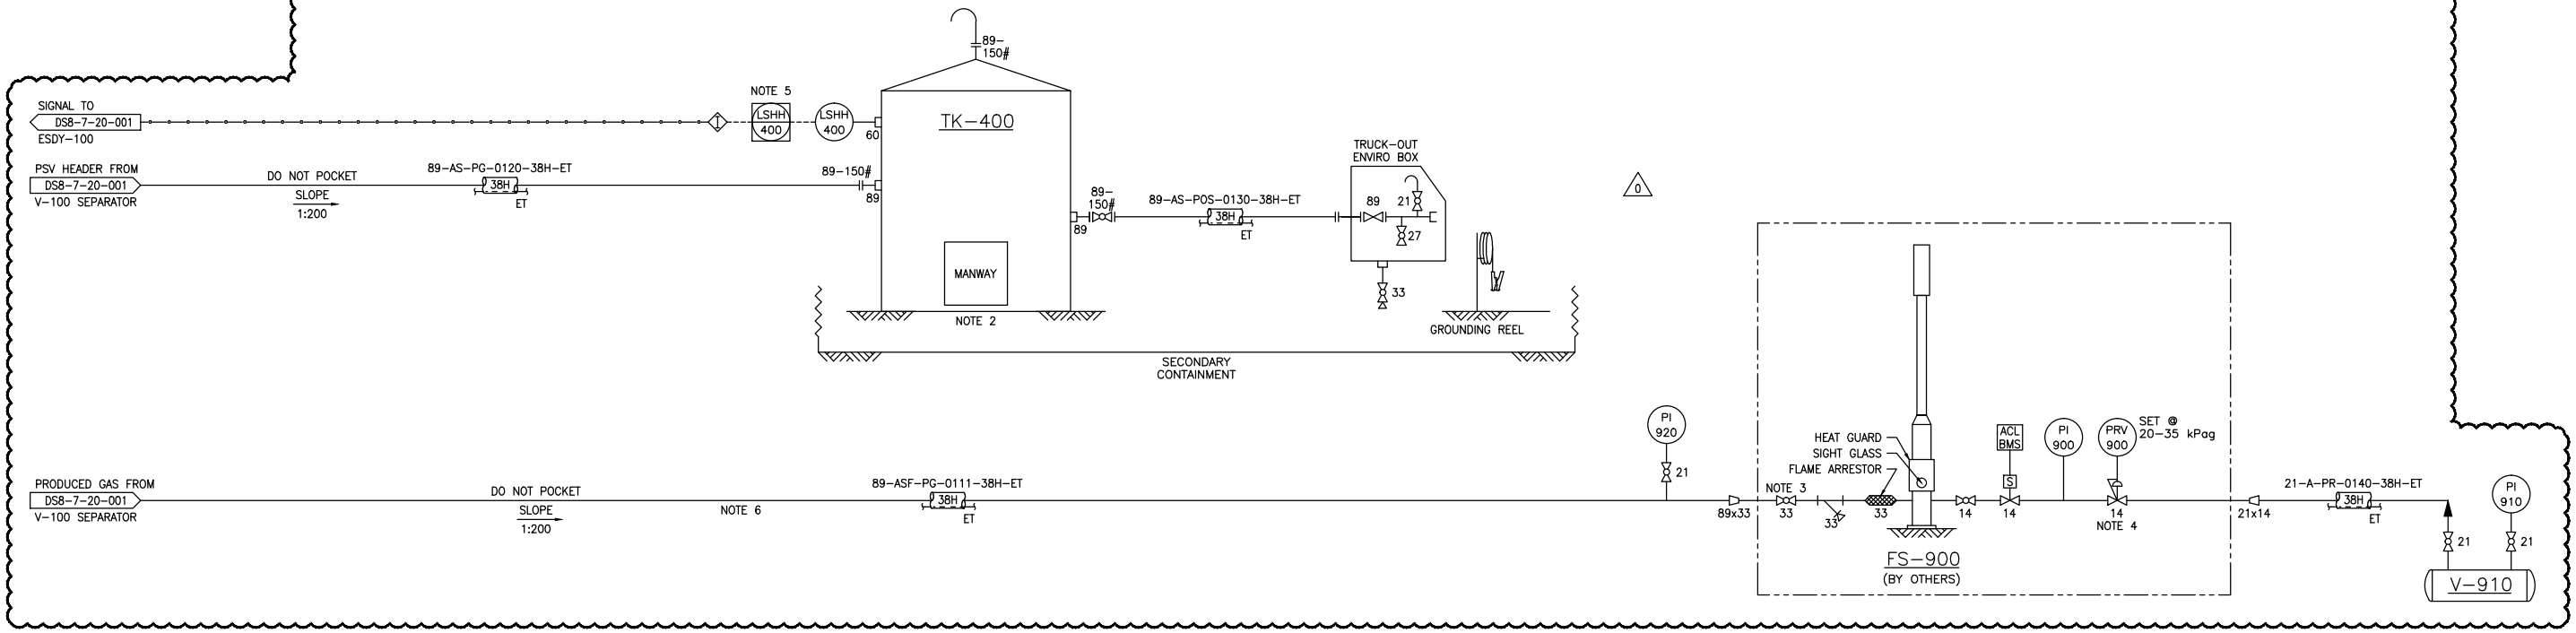 89-
150#
SIGNAL TO
DS8-7-20-001
ESDY-100
I
NOTE 5
LSHH
400
LSHH
400
60
TK-400
PSV HEADER FROM
DS8-7-20-001
V-100 SEPARATOR
DO NOT POCKET
SLOPE
1:200
89-AS-PG-0120-38H-ET
38H
ET
89-150#
89
89-
150#
89
89-AS-POS-0130-38H-ET
38H
ET
TRUCK-OUT
ENVIRO BOX
89
21
27
33
MANWAY
NOTE 2
GROUNDING REEL
SECONDARY
CONTAINMENT
0
PRODUCED GAS FROM
DS8-7-20-001
V-100 SEPARATOR
DO NOT POCKET
SLOPE
1:200
NOTE 6
89-ASF-PG-0111-38H-ET
38H
ET
PI
920
21
89x33
NOTE 3
33
33
33
HEAT GUARD
SIGHT GLASS
FLAME ARRESTOR
FS-900
(BY OTHERS)
14
ACL
BMS
S
14
PI
900
PRV
900
SET @
20-35 kPag
14
NOTE 4
21x14
21-A-PR-0140-38H-ET
38H
ET
21
PI
910
21
V-910